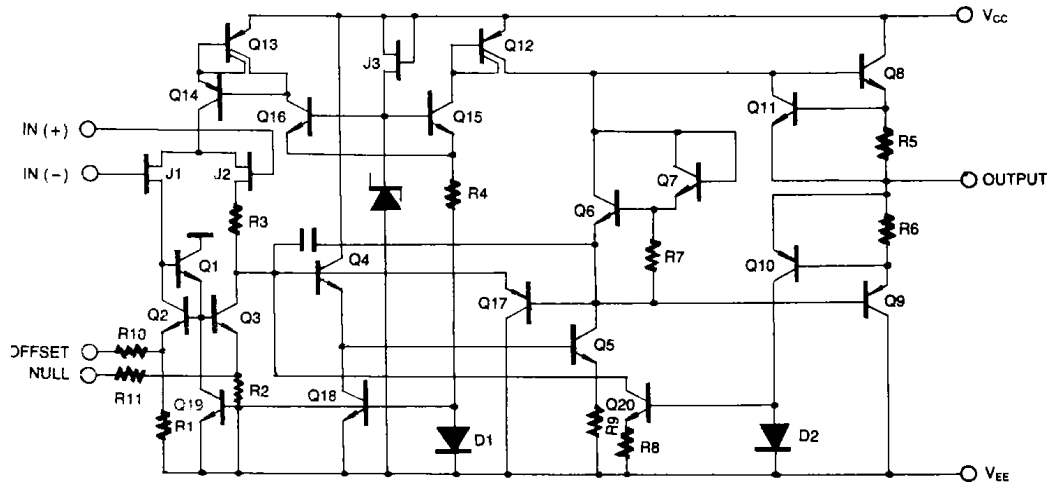 VCC
Q13
J3
Q12
Q8
Q14
Q16
Q15
Q11
IN (+)
R5
IN (-)
J1
J2
R4
Q7
OUTPUT
R3
Q6
R6
Q1
Q4
R7
Q10
Q2
Q3
Q17
Q9
R10
OFFSET
Q5
NULL
R11
R2
Q19
Q18
Q20
R1
D1
R9
R8
D2
VEE